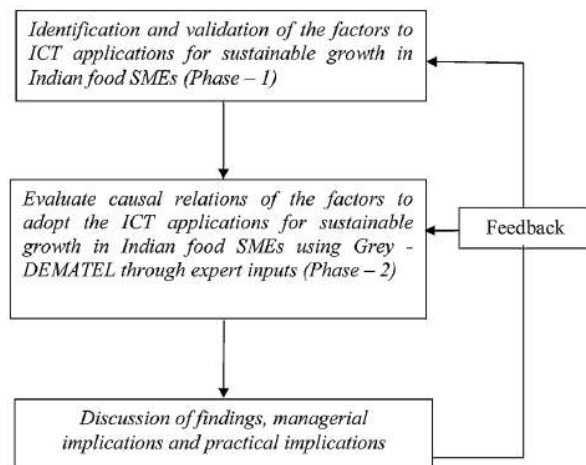 Identification and validation of the factors to
ICT applications for sustainable growth in
Indian food SMEs (Phase – 1)
Evaluate causal relations of the factors to
adopt the ICT applications for sustainable
growth in Indian food SMEs using Grey -
DEMATEL through expert inputs (Phase – 2)
Feedback
Discussion of findings, managerial
implications and practical implications